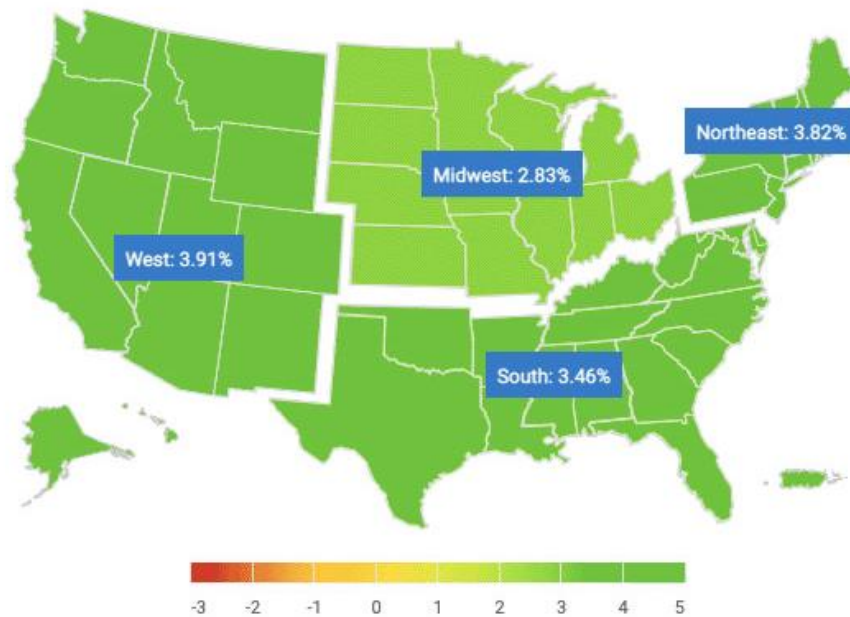 Northeast: 3.82%
Midwest: 2.83%
West: 3.91%
South: 3.46%
-3 -2 -1 0 1 2 3 4 5